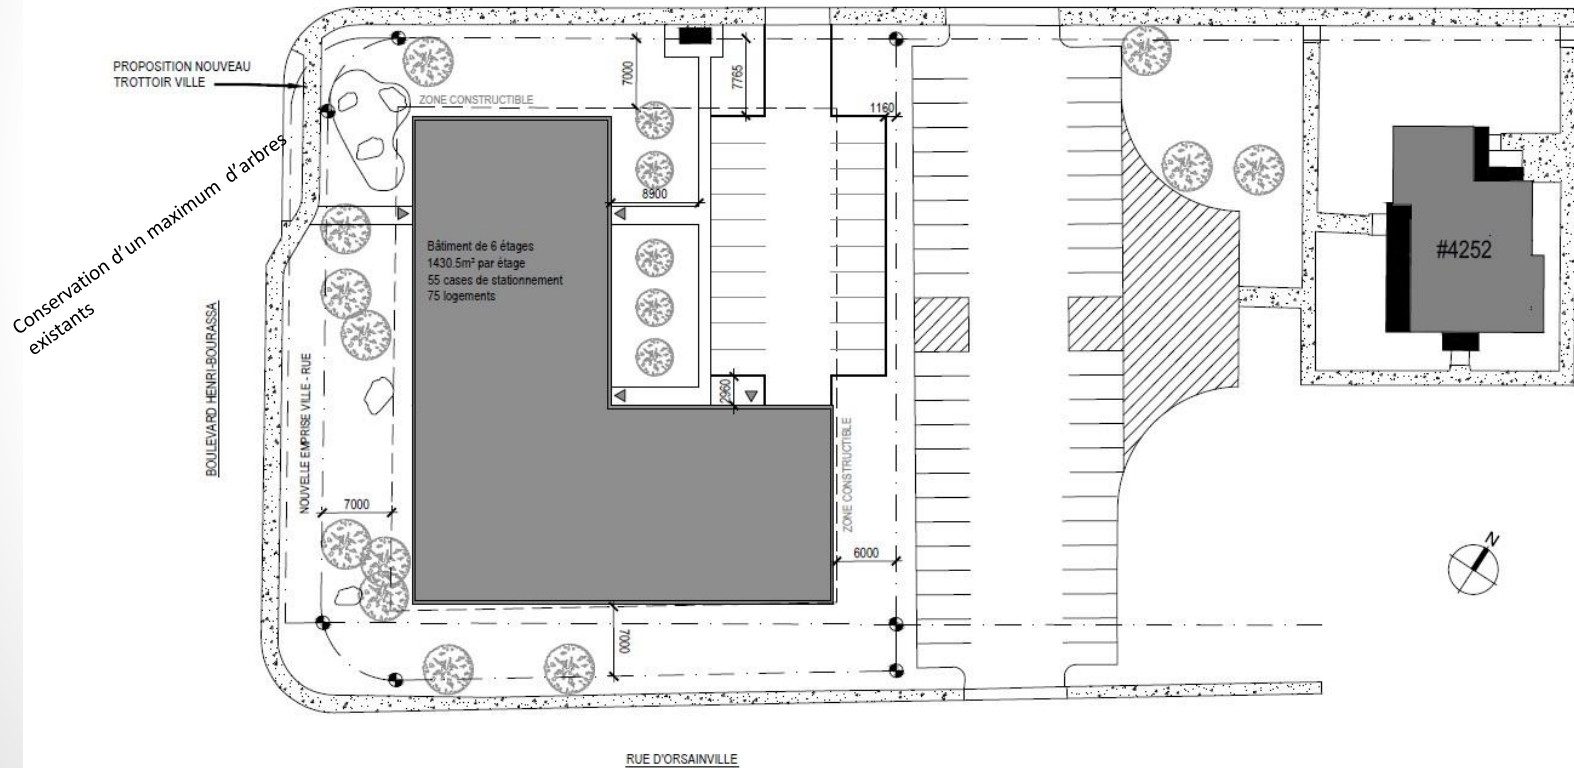 PROPOSITION NOUVEAU
TROTTOIR VILLE
ZONE CONSTRUCTIBLE
7000
7765
1160
Conservation d'un maximum d'arbres
existants
8900
Bâtiment de 6 étages
1430.5m² par étage
55 cases de stationnement
75 logements
#4252
BOULEVARD HENRI-BOURASSA
NOUVELLE EMPRISE VILLE - RUE
2960
ZONE CONSTRUCTIBLE
7000
6000
N
7000
RUE D'ORSAINVILLE